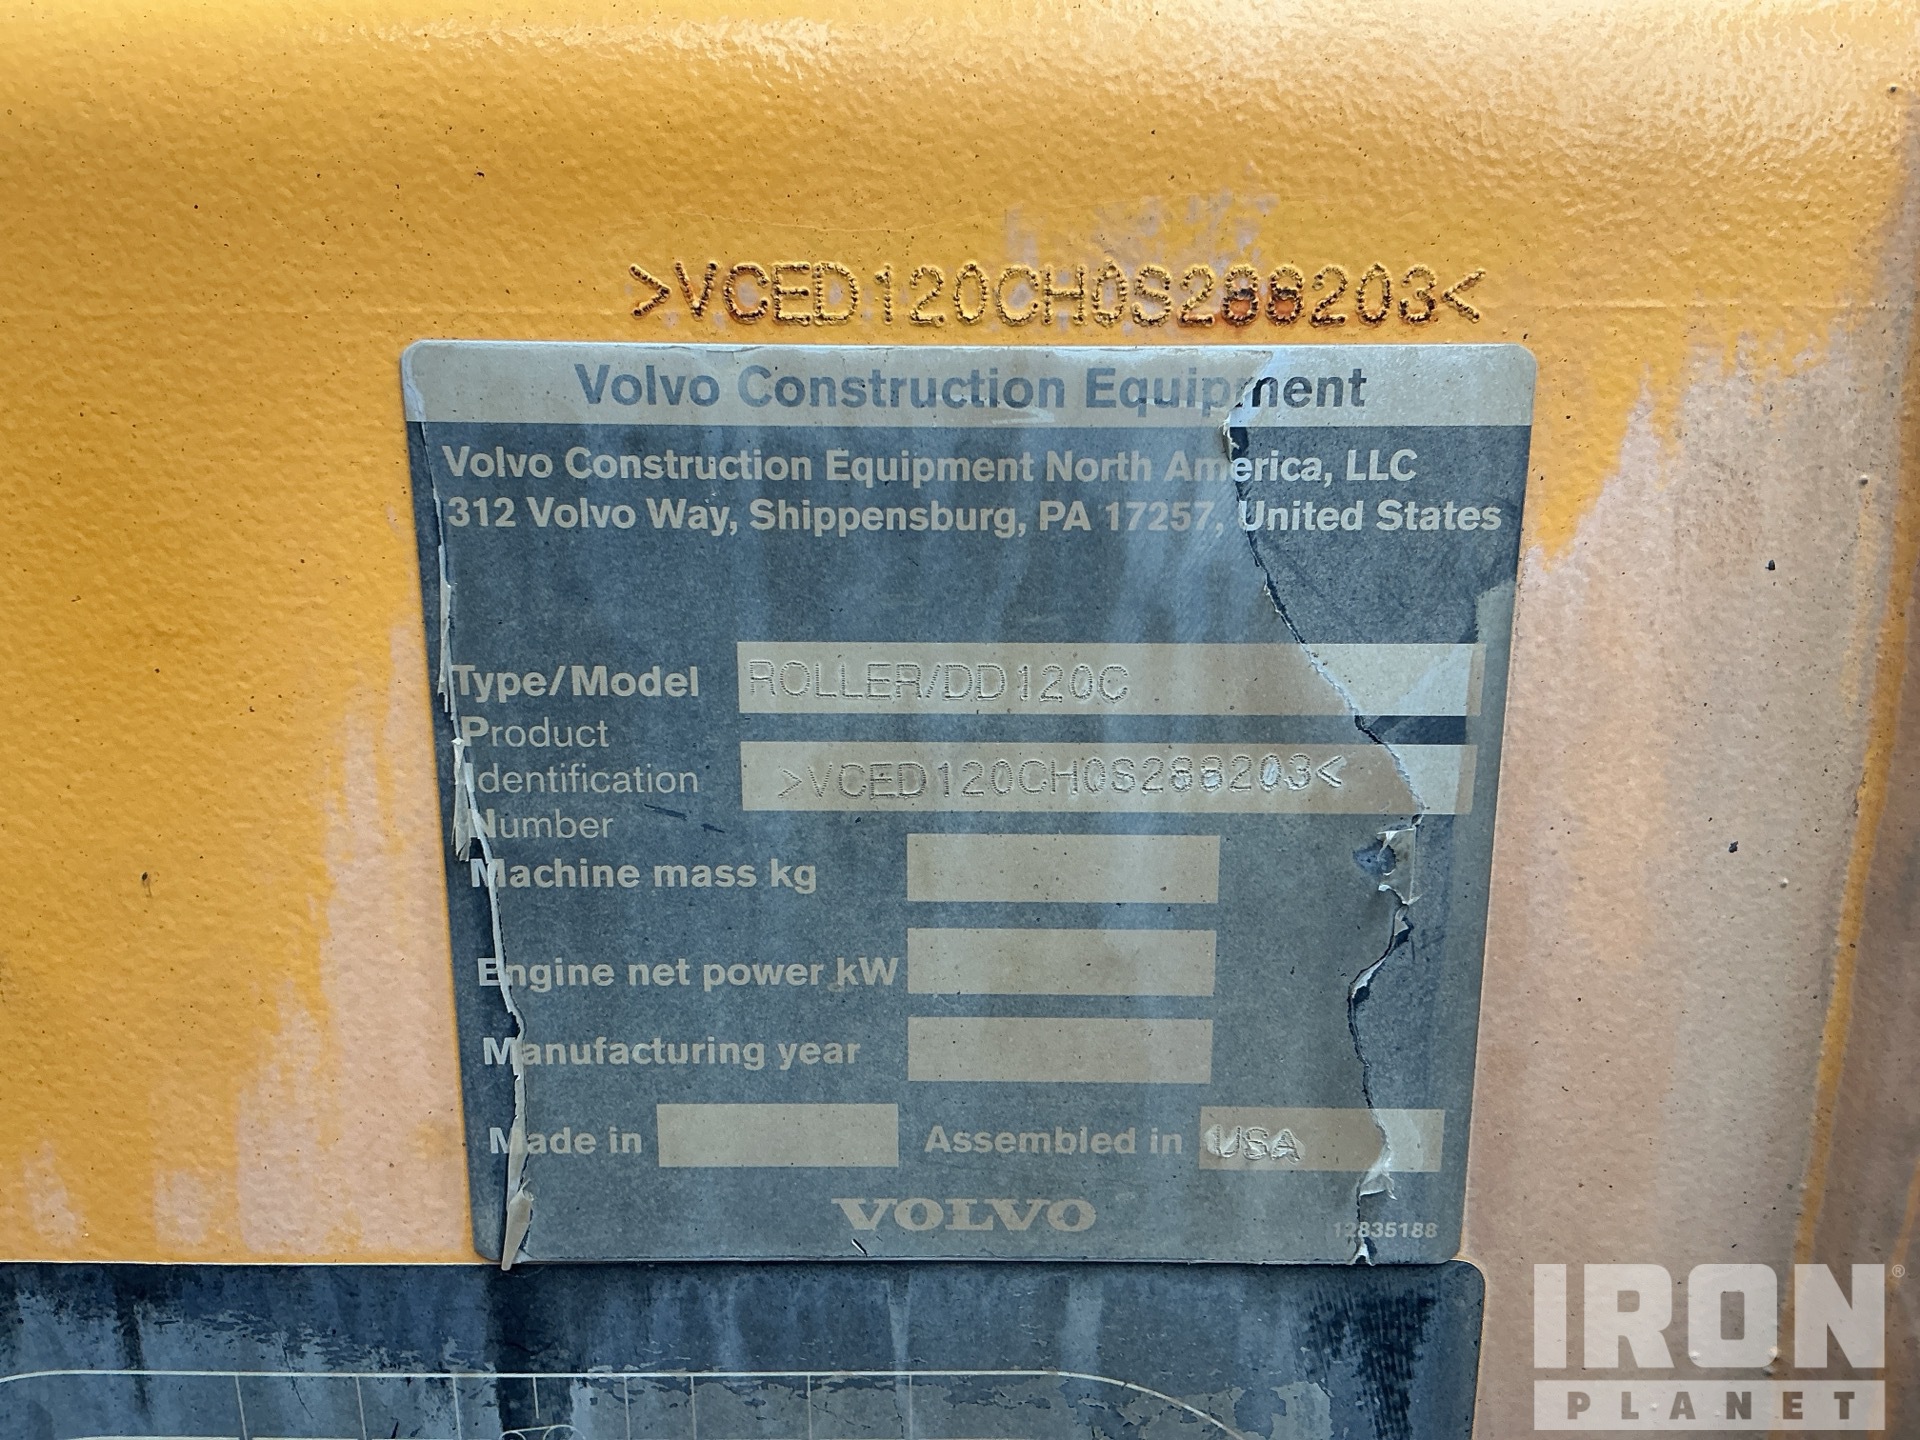 >VCED120CH0S288203<
Volvo Construction Equipment
Volvo Construction Equipment North America, LLC
312 Volvo Way, Shippensburg, PA 17257, United States
Type/Model ROLLER/DD120C
Product
Identification >VCED120CH0S288203<
Number
Machine mass kg
Engine net power kW
Manufacturing year
Made in Assembled in USA
VOLVO
12835188
IRON®
PLANET